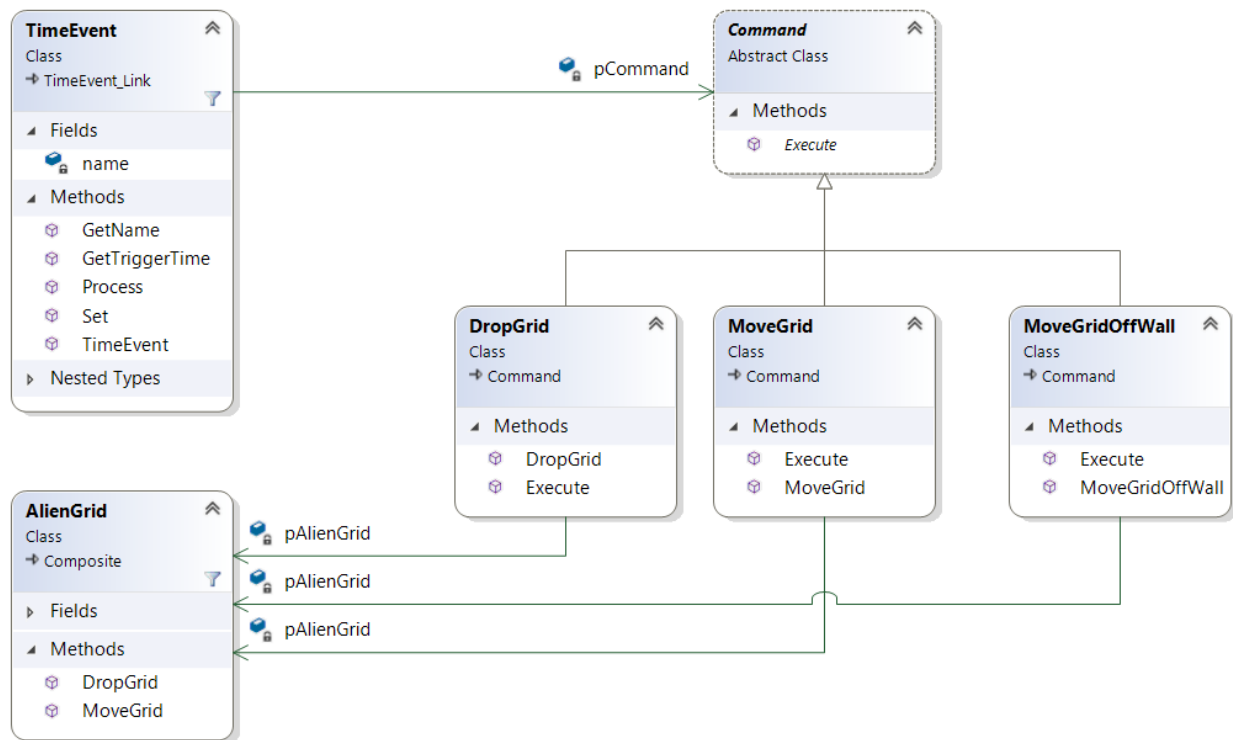 TimeEvent
Class
TimeEvent_Link
Fields
name
Methods
GetName
GetTriggerTime
Process
Set
TimeEvent
Nested Types
pCommand
Command
Abstract Class
Methods
Execute
DropGrid
Class
Command
Methods
DropGrid
Execute
MoveGrid
Class
Command
Methods
Execute
MoveGrid
MoveGridOffWall
Class
Command
Methods
Execute
MoveGridOffWall
AlienGrid
Class
Composite
Fields
Methods
DropGrid
MoveGrid
pAlienGrid
pAlienGrid
pAlienGrid